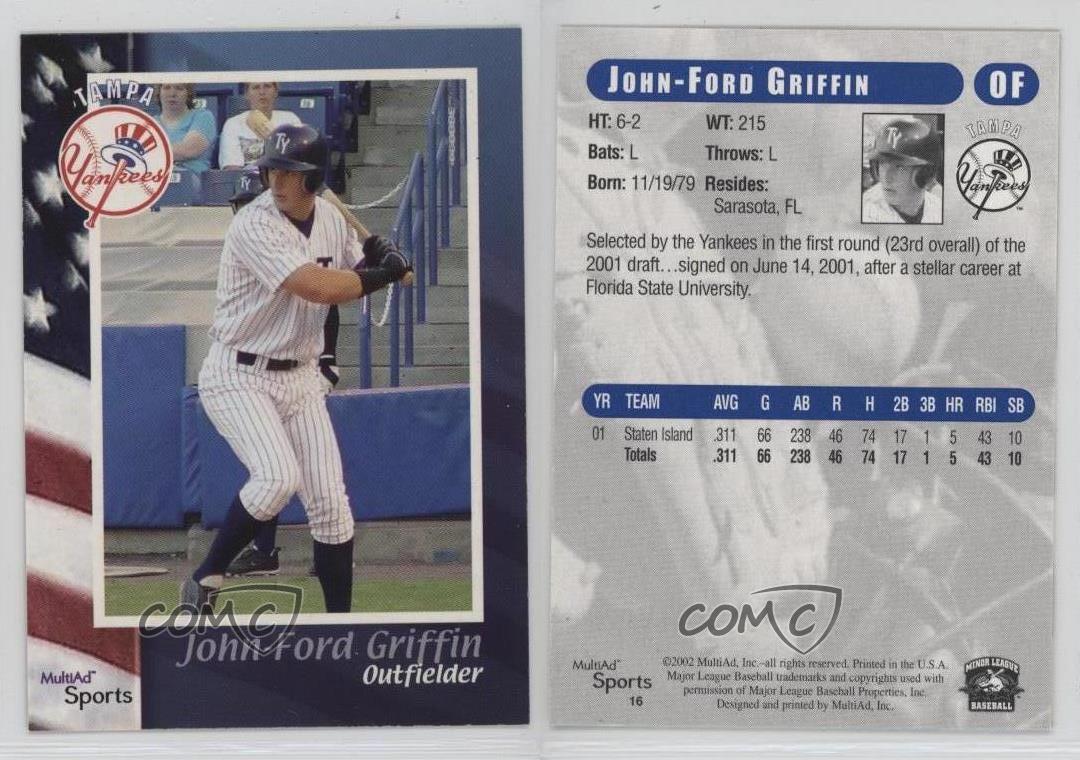 TAMPA
Yankees
TY
T
COMC
John-Ford Griffin
Outfielder
MultiAd™
Sports
JOHN-FORD GRIFFIN OF
HT: 6-2 WT: 215
Bats: L Throws: L
Born: 11/19/79 Resides:
Sarasota, FL
TY
TAMPA
Yankees
Selected by the Yankees in the first round (23rd overall) of the
2001 draft…signed on June 14, 2001, after a stellar career at
Florida State University.
YR TEAM AVG G AB R H 2B 3B HR RBI SB
01 Staten Island .311 66 238 46 74 17 1 5 43 10
Totals .311 66 238 46 74 17 1 5 43 10
COMC
MultiAd™
Sports
16
©2002 MultiAd, Inc.–all rights reserved. Printed in the U.S.A.
Major League Baseball trademarks and copyrights used with
permission of Major League Baseball Properties, Inc.
Designed and printed by MultiAd, Inc.
MINOR LEAGUE
BASEBALL